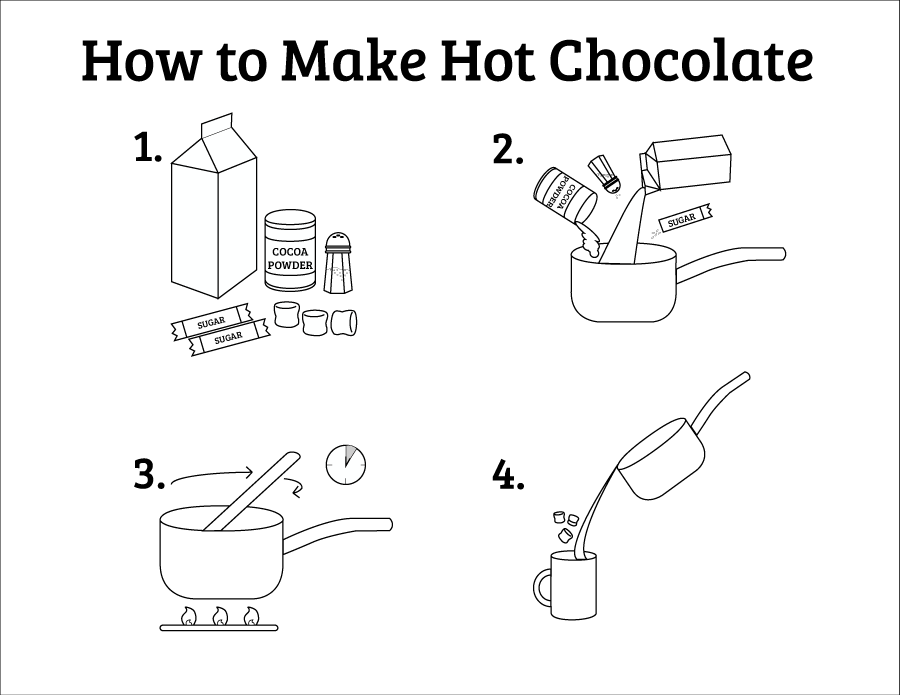 How to Make Hot Chocolate
1.
COCOA
POWDER
SUGAR
SUGAR
2.
COCOA
POWDER
SUGAR
3.
4.